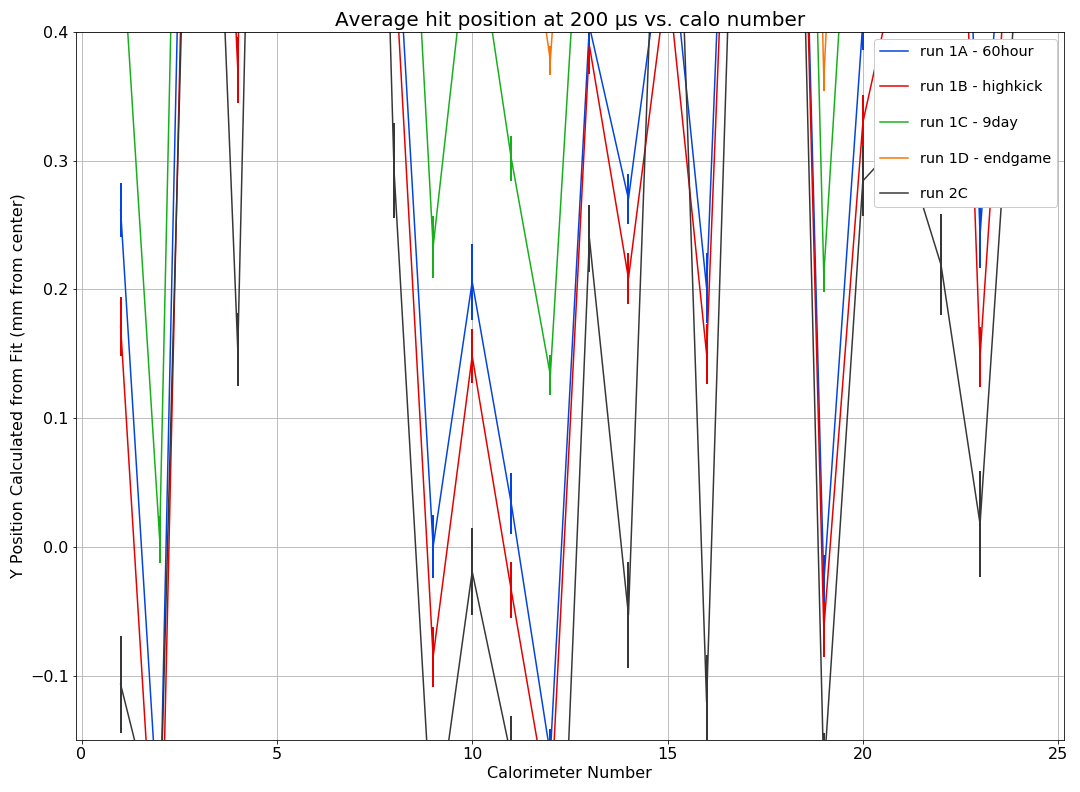 Average hit position at 200 μs vs. calo number
Y Position Calculated from Fit (mm from center)
0.4
0.3
0.2
0.1
0.0
−0.1
run 1A - 60hour
run 1B - highkick
run 1C - 9day
run 1D - endgame
run 2C
0 5 10 15 20 25
Calorimeter Number